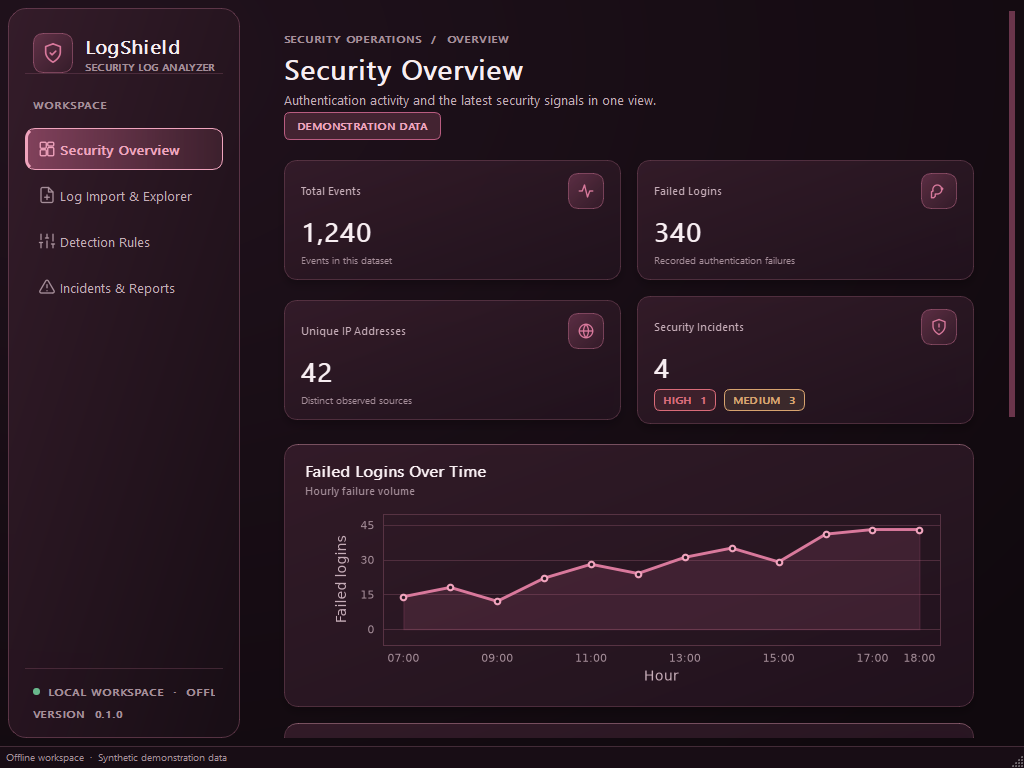 LogShield
SECURITY LOG ANALYZER
WORKSPACE
Security Overview
Log Import & Explorer
Detection Rules
Incidents & Reports
LOCAL WORKSPACE · OFFL
VERSION 0.1.0
SECURITY OPERATIONS / OVERVIEW
Security Overview
Authentication activity and the latest security signals in one view.
DEMONSTRATION DATA
Total Events
1,240
Events in this dataset
Failed Logins
340
Recorded authentication failures
Unique IP Addresses
42
Distinct observed sources
Security Incidents
4
HIGH 1 MEDIUM 3
Failed Logins Over Time
Hourly failure volume
Failed logins
45
30
15
0
07:00 09:00 11:00 13:00 15:00 17:00 18:00
Hour
Offline workspace · Synthetic demonstration data